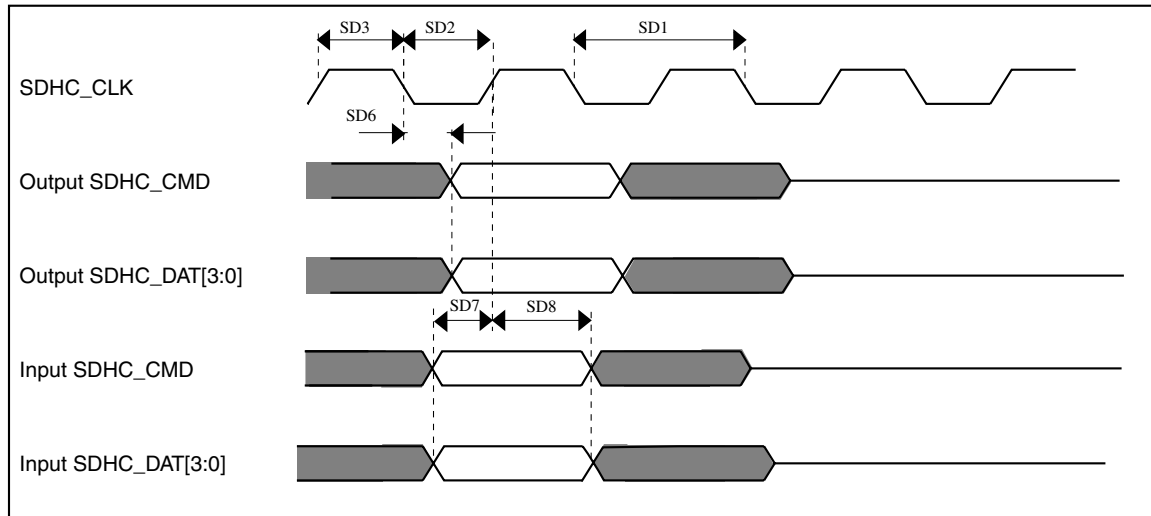 SD3 SD2 SD1
SDHC_CLK
SD6
Output SDHC_CMD
Output SDHC_DAT[3:0]
SD7 SD8
Input SDHC_CMD
Input SDHC_DAT[3:0]